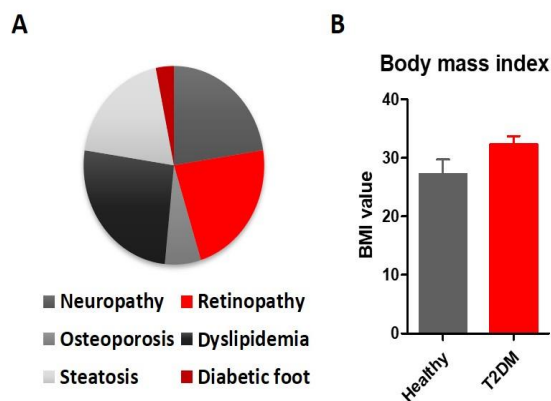 A
Neuropathy Retinopathy
Osteoporosis Dyslipidemia
Steatosis Diabetic foot
B
Body mass index
BMI value
40
30
20
10
0
Healthy
T2DM